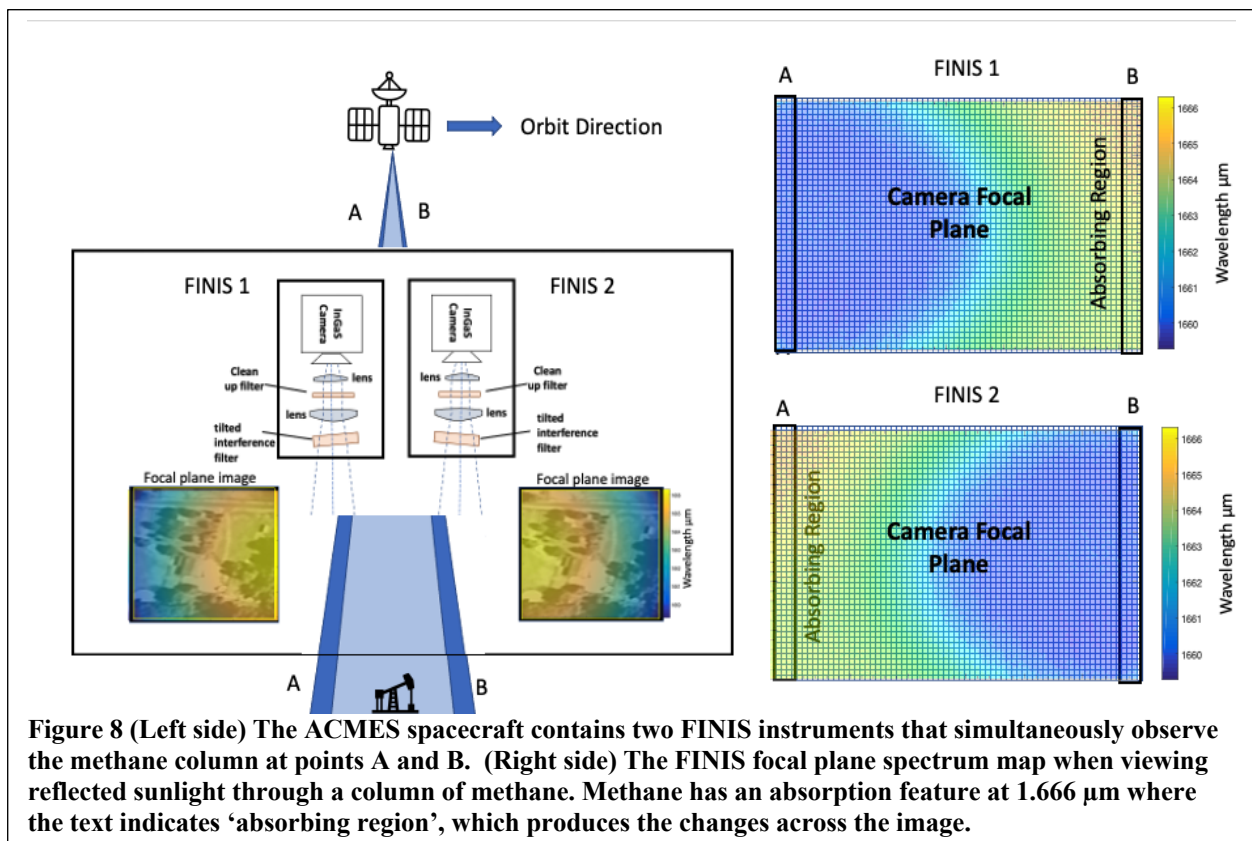 Orbit Direction
A
B
FINIS 1
FINIS 2
InGaS
Camera
InGaS
Camera
lens
Clean
up filter
lens
tilted
interference
filter
lens
Clean
up filter
lens
tilted
interference
filter
Focal plane image
Focal plane image
Wavelength μm
A
B
FINIS 1
A
B
Camera Focal
Plane
Absorbing Region
1666
1665
1664
1663
1662
1661
1660
Wavelength μm
FINIS 2
A
B
Absorbing Region
Camera Focal
Plane
1666
1665
1664
1663
1662
1661
1660
Wavelength μm
Figure 8 (Left side) The ACMES spacecraft contains two FINIS instruments that simultaneously observe
the methane column at points A and B.  (Right side) The FINIS focal plane spectrum map when viewing
reflected sunlight through a column of methane. Methane has an absorption feature at 1.666 μm where
the text indicates ‘absorbing region’, which produces the changes across the image.